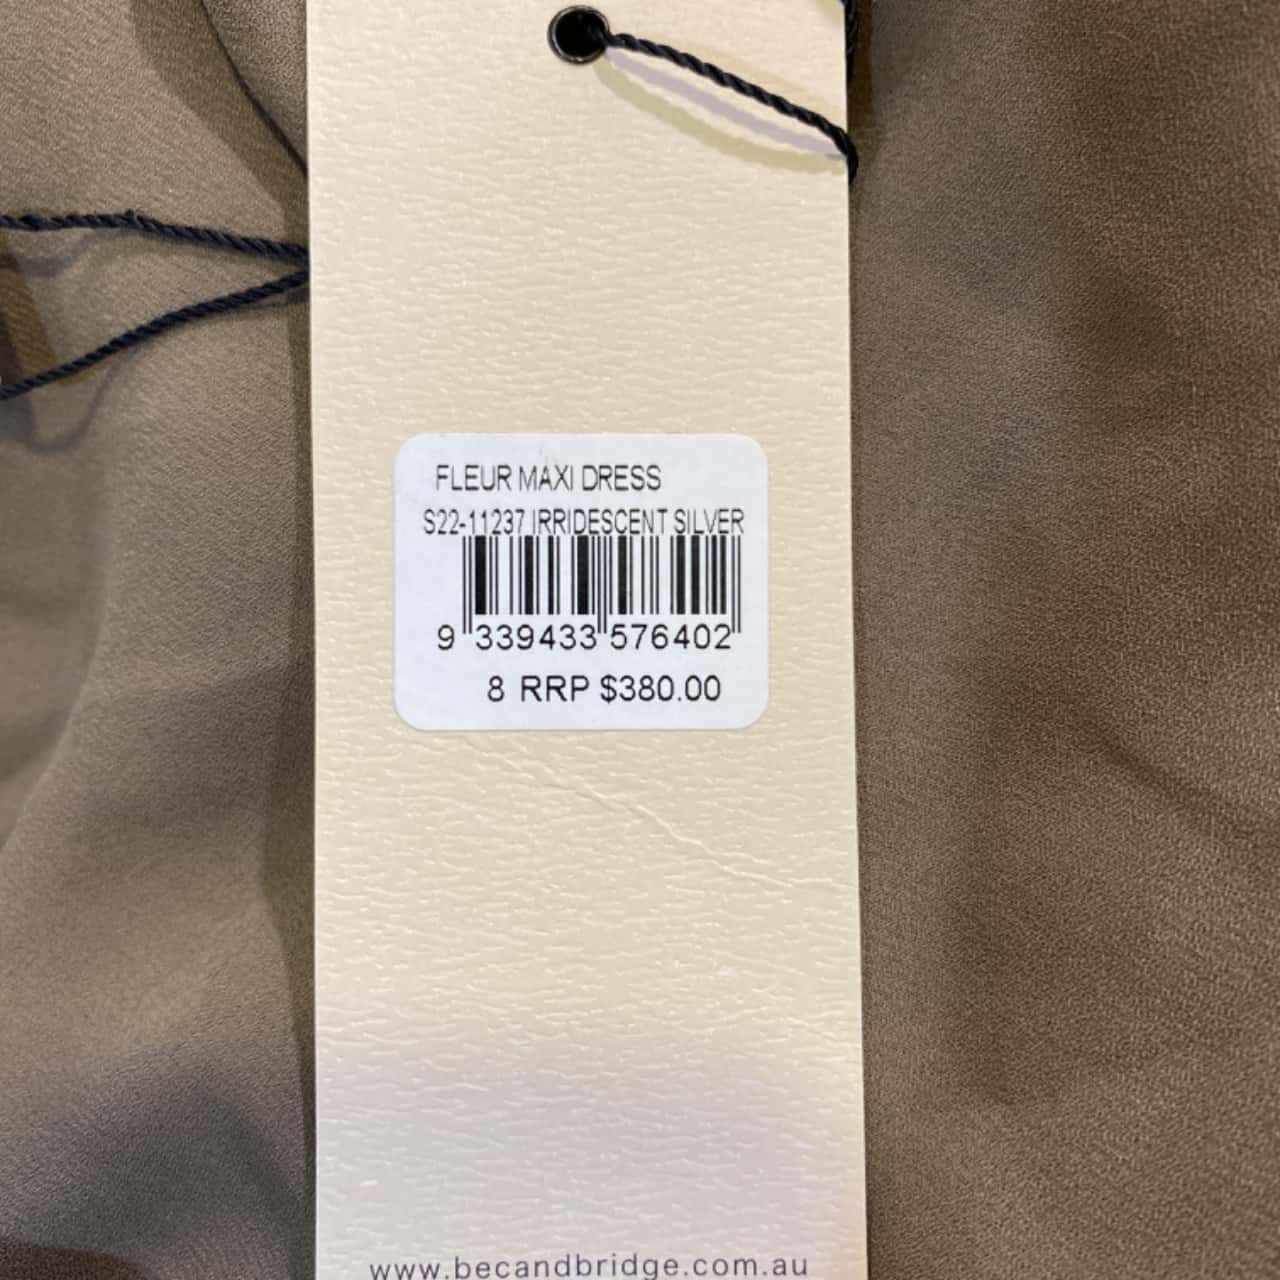 FLEUR MAXI DRESS
S22-11237 IRRIDESCENT SILVER
9 339433 576402
8 RRP $380.00
www.becandbridge.com.au